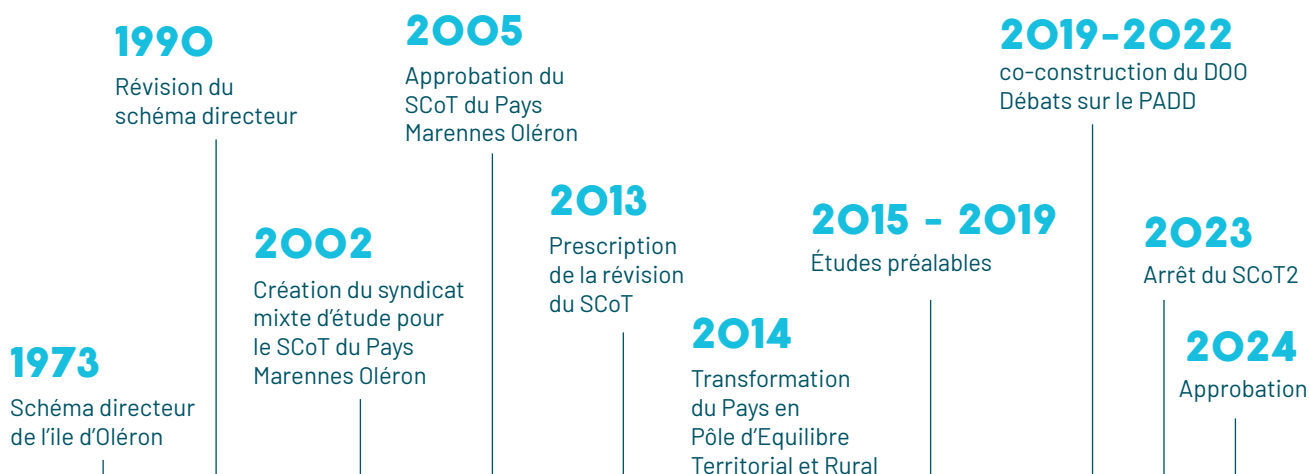 1973
Schéma directeur
de l'ile d'Oléron
1990
Révision du
schéma directeur
2002
Création du syndicat
mixte d'étude pour
le SCoT du Pays
Marennes Oléron
2005
Approbation du
SCoT du Pays
Marennes Oléron
2013
Prescription
de la révision
du SCoT
2014
Transformation
du Pays en
Pôle d'Equilibre
Territorial et Rural
2015 - 2019
Études préalables
2019-2022
co-construction du DOO
Débats sur le PADD
2023
Arrêt du SCoT2
2024
Approbation